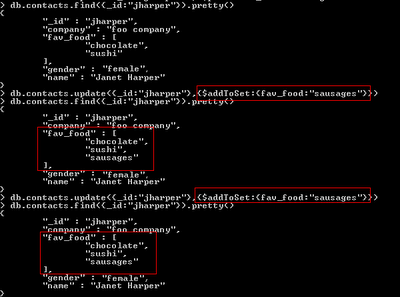 > db.contacts.find({_id:"jharper"}).pretty()
{
"_id" : "jharper",
"company" : "foo company",
"fav_food" : [
"chocolate",
"sushi"
],
"gender" : "female",
"name" : "Janet Harper"
}
> db.contacts.update({_id:"jharper"},{$addToSet:{fav_food:"sausages"}})
> db.contacts.find({_id:"jharper"}).pretty()
{
"_id" : "jharper",
"company" : "foo company",
"fav_food" : [
"chocolate",
"sushi",
"sausages"
],
"gender" : "female",
"name" : "Janet Harper"
}
> db.contacts.update({_id:"jharper"},{$addToSet:{fav_food:"sausages"}})
> db.contacts.find({_id:"jharper"}).pretty()
{
"_id" : "jharper",
"company" : "foo company",
"fav_food" : [
"chocolate",
"sushi",
"sausages"
],
"gender" : "female",
"name" : "Janet Harper"
}